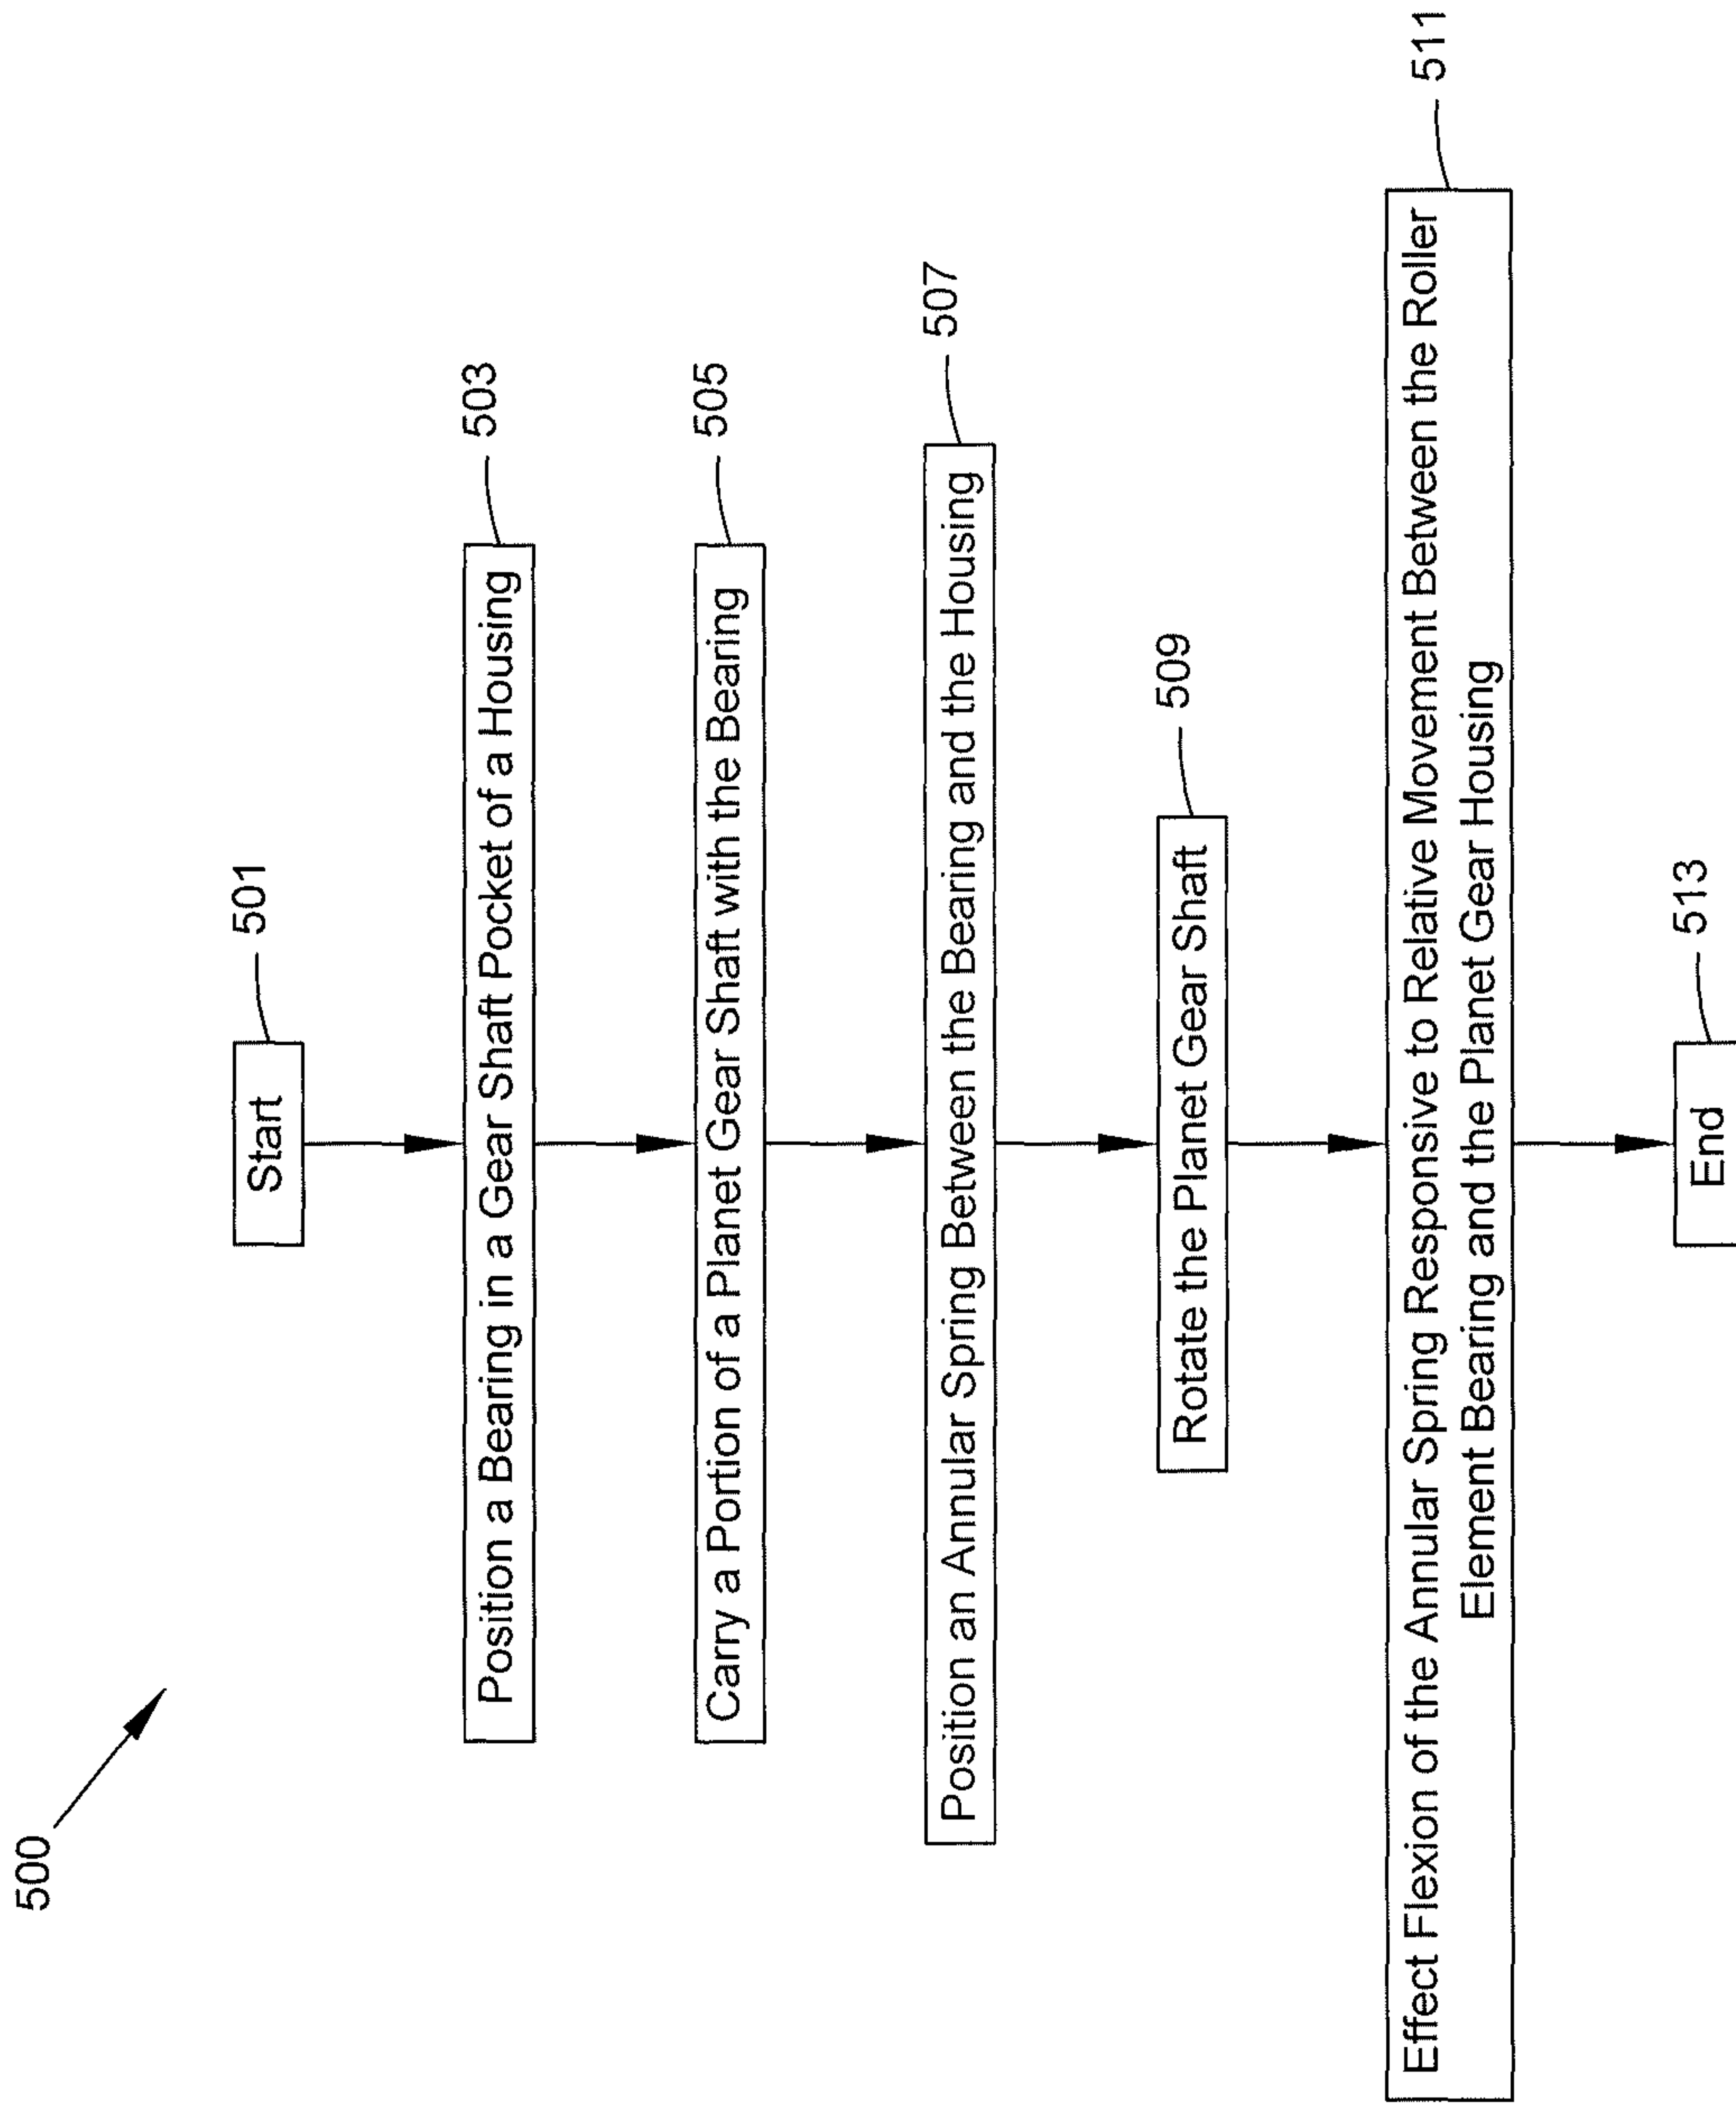 500
Start
501
Position a Bearing in a Gear Shaft Pocket of a Housing
503
Carry a Portion of a Planet Gear Shaft with the Bearing
505
Position an Annular Spring Between the Bearing and the Housing
507
Rotate the Planet Gear Shaft
509
Effect Flexion of the Annular Spring Responsive to Relative Movement Between the Roller
Element Bearing and the Planet Gear Housing
511
End
513